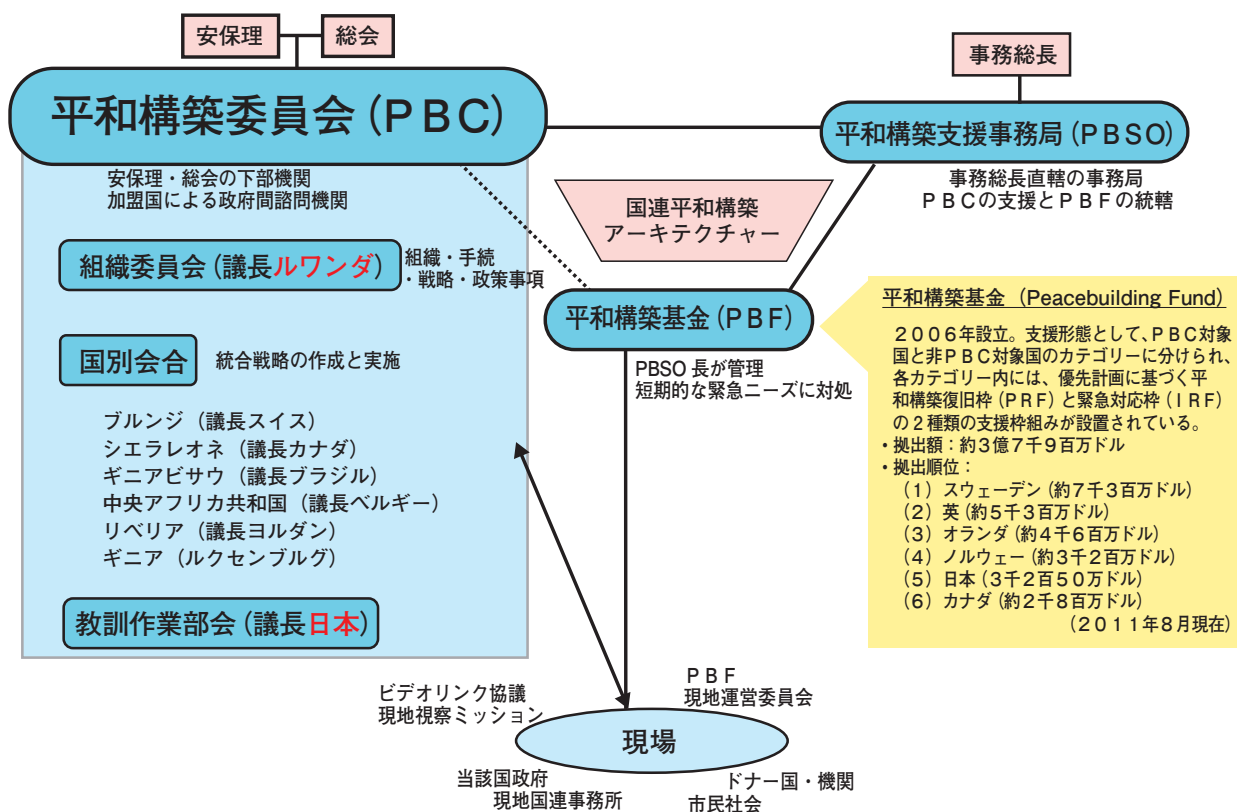 安保理
総会
事務総長
平和構築委員会(PBC)
平和構築支援事務局(PBSO)
安保理・総会の下部機関
加盟国による政府間諮問機関
事務総長直轄の事務局
PBCの支援とPBFの統轄
国連平和構築
アーキテクチャー
組織委員会(議長ルワンダ)
組織・手続
・戦略・政策事項
平和構築基金(PBF)
PBSO 長が管理
短期的な緊急ニーズに対処
国別会合
統合戦略の作成と実施
ブルンジ(議長スイス)
シエラレオネ(議長カナダ)
ギニアビサウ(議長ブラジル)
中央アフリカ共和国(議長ベルギー)
リベリア(議長ヨルダン)
ギニア(ルクセンブルグ)
教訓作業部会(議長日本)
平和構築基金 (Peacebuilding Fund)
2006年設立。支援形態として、PBC対象
国と非PBC対象国のカテゴリーに分けられ、
各カテゴリー内には、優先計画に基づく平
和構築復旧枠(PRF)と緊急対応枠(IRF)
の2種類の支援枠組みが設置されている。
・拠出額:約3億7千9百万ドル
・拠出順位:
(1)スウェーデン(約7千3百万ドル)
(2)英(約5千3百万ドル)
(3)オランダ(約4千6百万ドル)
(4)ノルウェー(約3千2百万ドル)
(5)日本(3千2百50万ドル)
(6)カナダ(約2千8百万ドル)
(2011年8月現在)
ビデオリンク協議
現地視察ミッション
PBF
現地運営委員会
現場
当該国政府
現地国連事務所
ドナー国・機関
市民社会